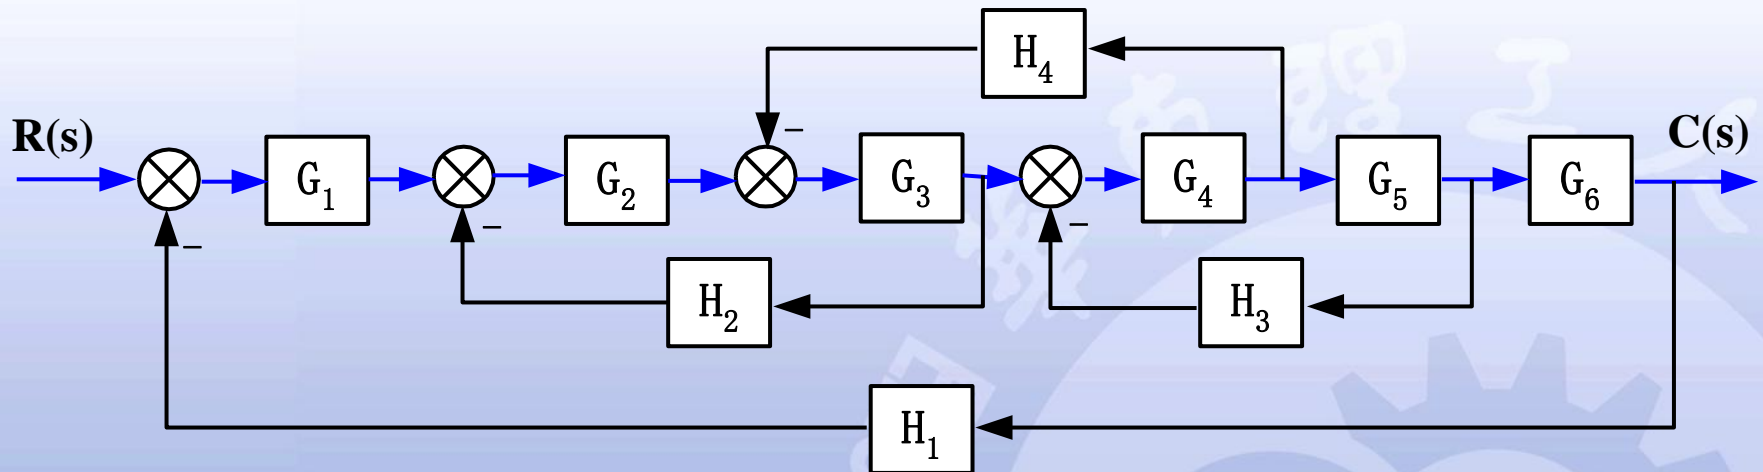 H₄
R(s) G₁ G₂ G₃ G₄ G₅ G₆ C(s)
− − − −
H₂ H₃
−
H₁